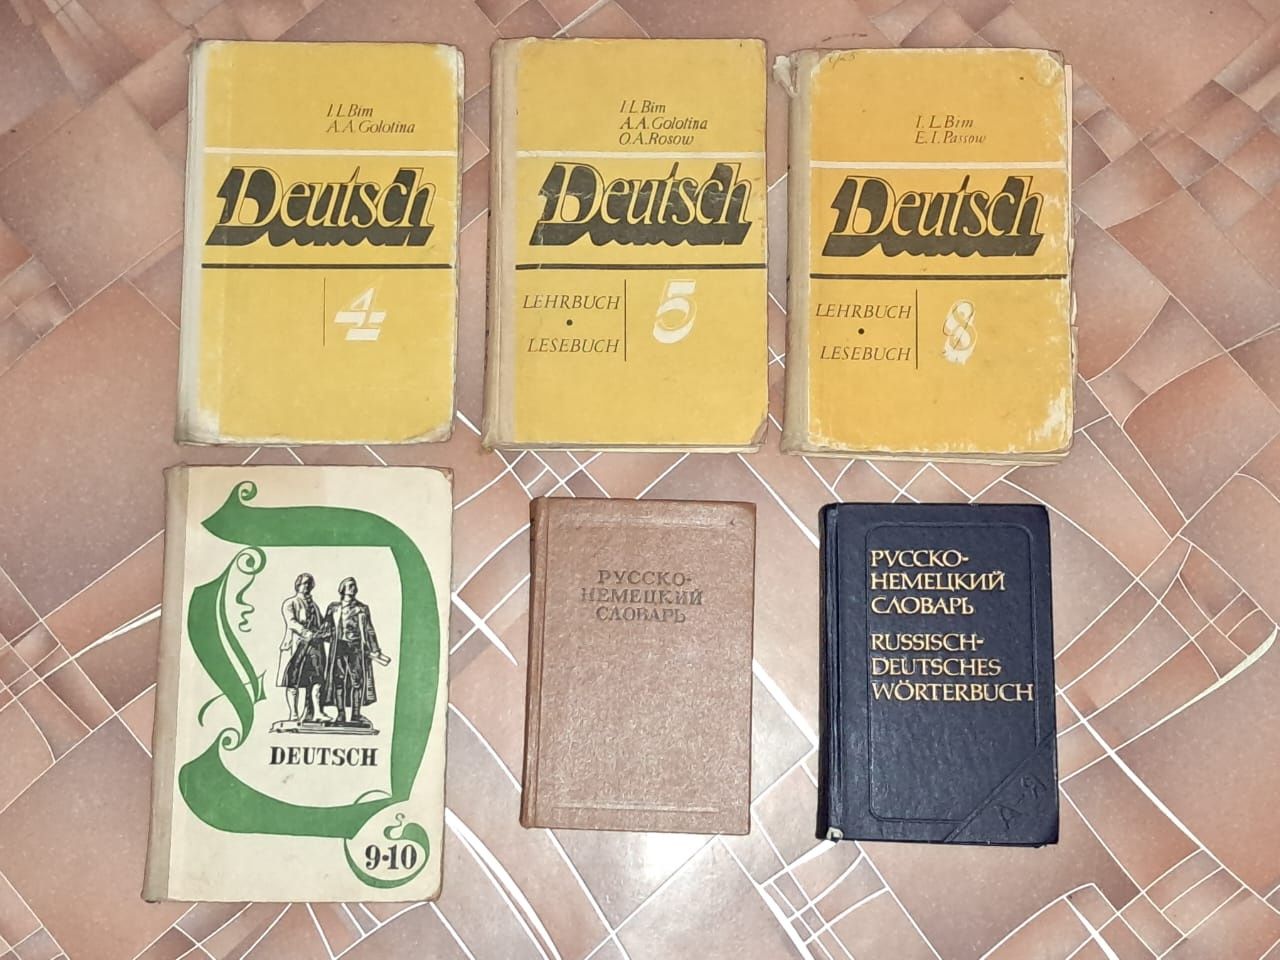 I.L.Bim
A.A.Golotina
Deutsch
4
I.L.Bim
A.A.Golotina
O.A.Rosow
Deutsch
LEHRBUCH
•
LESEBUCH
5
I.L.Bim
E.I.Passow
Deutsch
LEHRBUCH
•
LESEBUCH
8
DEUTSCH
9-10
РУССКО-
НЕМЕЦКИЙ
СЛОВАРЬ
РУССКО-
НЕМЕЦКИЙ
СЛОВАРЬ
RUSSISCH-
DEUTSCHES
WÖRTERBUCH
А-Я